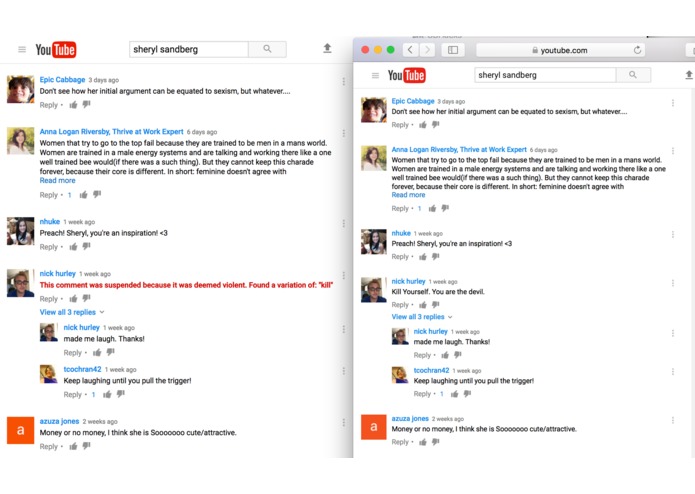 YouTube
sheryl sandberg
Epic Cabbage 3 days ago
Don't see how her initial argument can be equated to sexism, but whatever....
Reply •
Anna Logan Riversby, Thrive at Work Expert 6 days ago
Women that try to go to the top fail because they are trained to be men in a mans world.
Women are trained in a male energy systems and are talking and working there like a one
well trained bee would(if there was a such thing). But they cannot keep this charade
forever, because their core is different. In short: feminine doesn't agree with
Read more
Reply • 1
nhuke 1 week ago
Preach! Sheryl, you're an inspiration! <3
Reply •
nick hurley 1 week ago
This comment was suspended because it was deemed violent. Found a variation of: "kill"
Reply •
View all 3 replies
nick hurley 1 week ago
made me laugh. Thanks!
Reply •
tcochran42 1 week ago
Keep laughing until you pull the trigger!
Reply • 1
a
azuza jones 2 weeks ago
Money or no money, I think she is Sooooooo cute/attractive.
Reply •
youtube.com
YouTube
sheryl sandberg
Epic Cabbage 3 days ago
Don't see how her initial argument can be equated to sexism, but whatever....
Reply •
Anna Logan Riversby, Thrive at Work Expert 6 days ago
Women that try to go to the top fail because they are trained to be men in a mans world.
Women are trained in a male energy systems and are talking and working there like a one
well trained bee would(if there was a such thing). But they cannot keep this charade
forever, because their core is different. In short: feminine doesn't agree with
Read more
Reply • 1
nhuke 1 week ago
Preach! Sheryl, you're an inspiration! <3
Reply •
nick hurley 1 week ago
Kill Yourself. You are the devil.
Reply •
View all 3 replies
nick hurley 1 week ago
made me laugh. Thanks!
Reply •
tcochran42 1 week ago
Keep laughing until you pull the trigger!
Reply • 1
a
azuza jones 2 weeks ago
Money or no money, I think she is Sooooooo cute/attractive.
Reply •